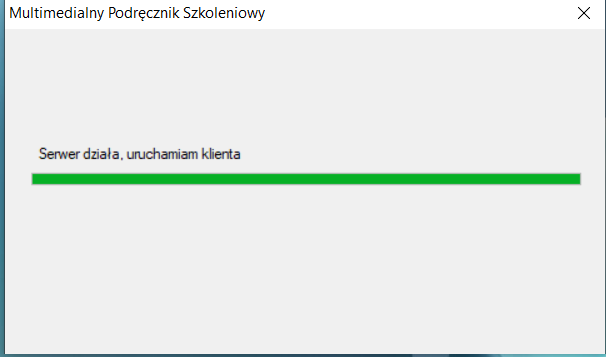 Multimedialny Podręcznik Szkoleniowy
Serwer działa, uruchamiam klienta